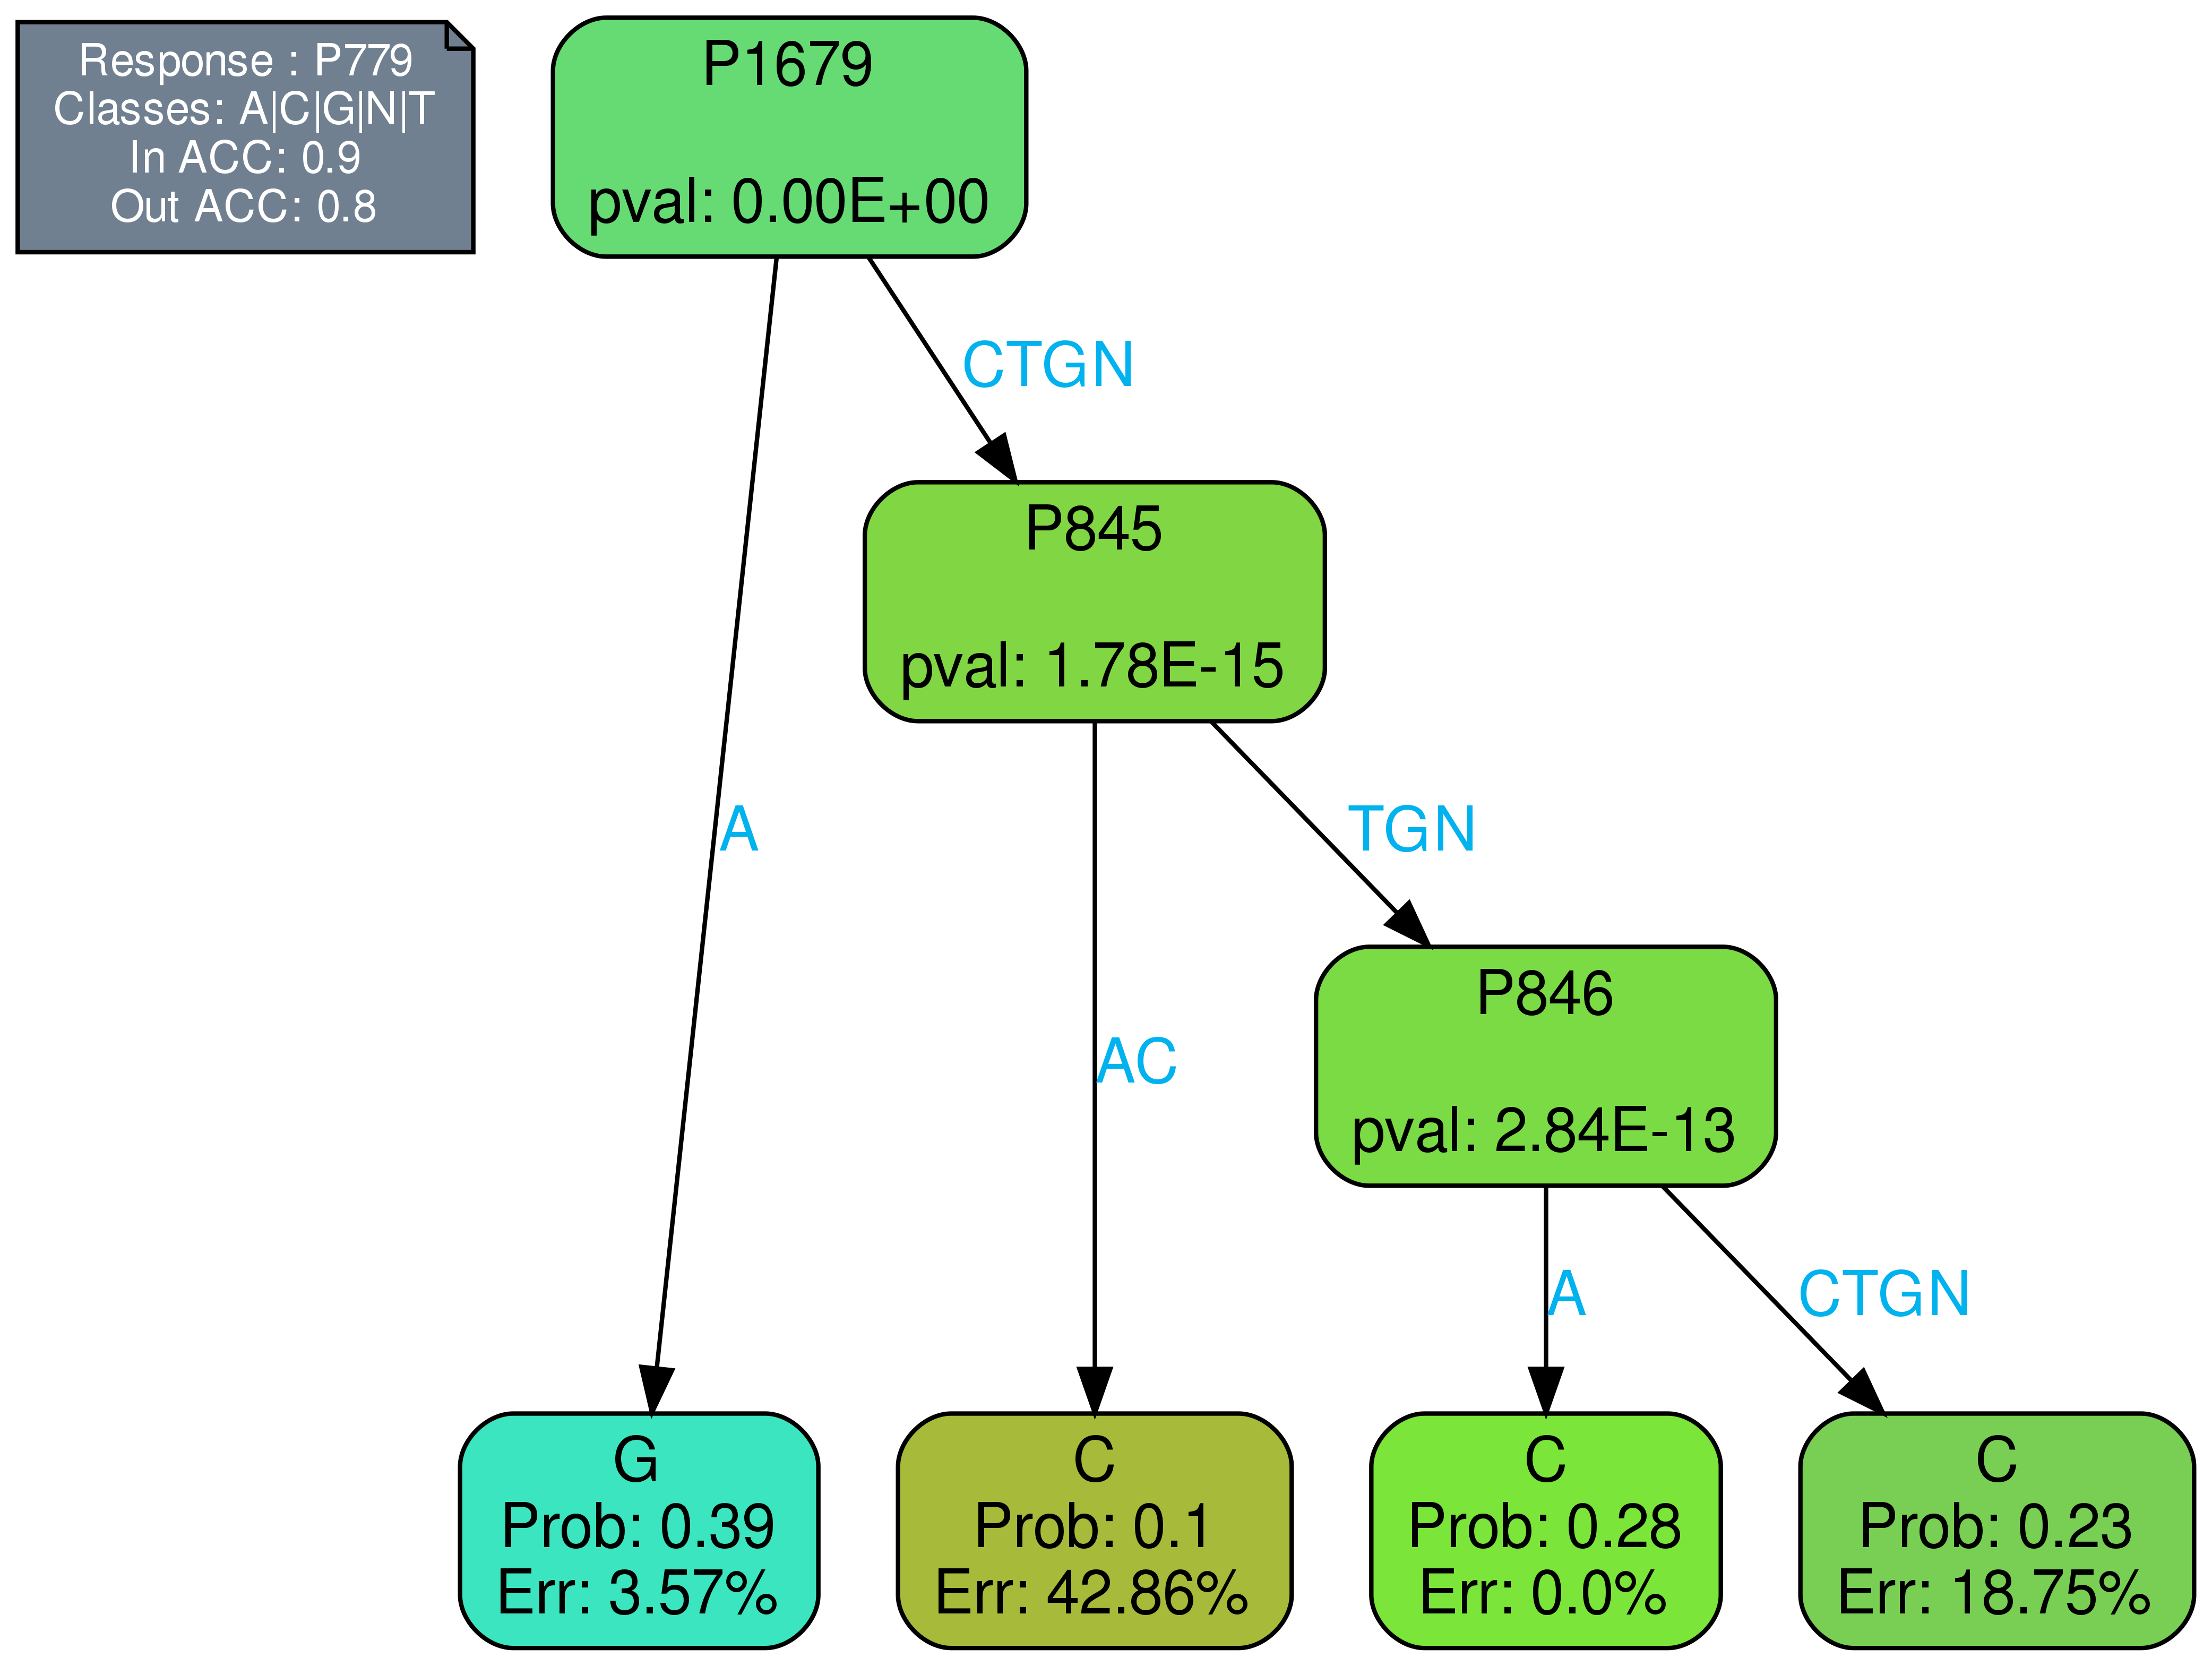 Response : P779
Classes: A|C|G|N|T
In ACC: 0.9
Out ACC: 0.8
P1679
pval: 0.00E+00
CTGN
P845
pval: 1.78E-15
A
TGN
P846
pval: 2.84E-13
AC
A
CTGN
G
Prob: 0.39
Err: 3.57%
C
Prob: 0.1
Err: 42.86%
C
Prob: 0.28
Err: 0.0%
C
Prob: 0.23
Err: 18.75%